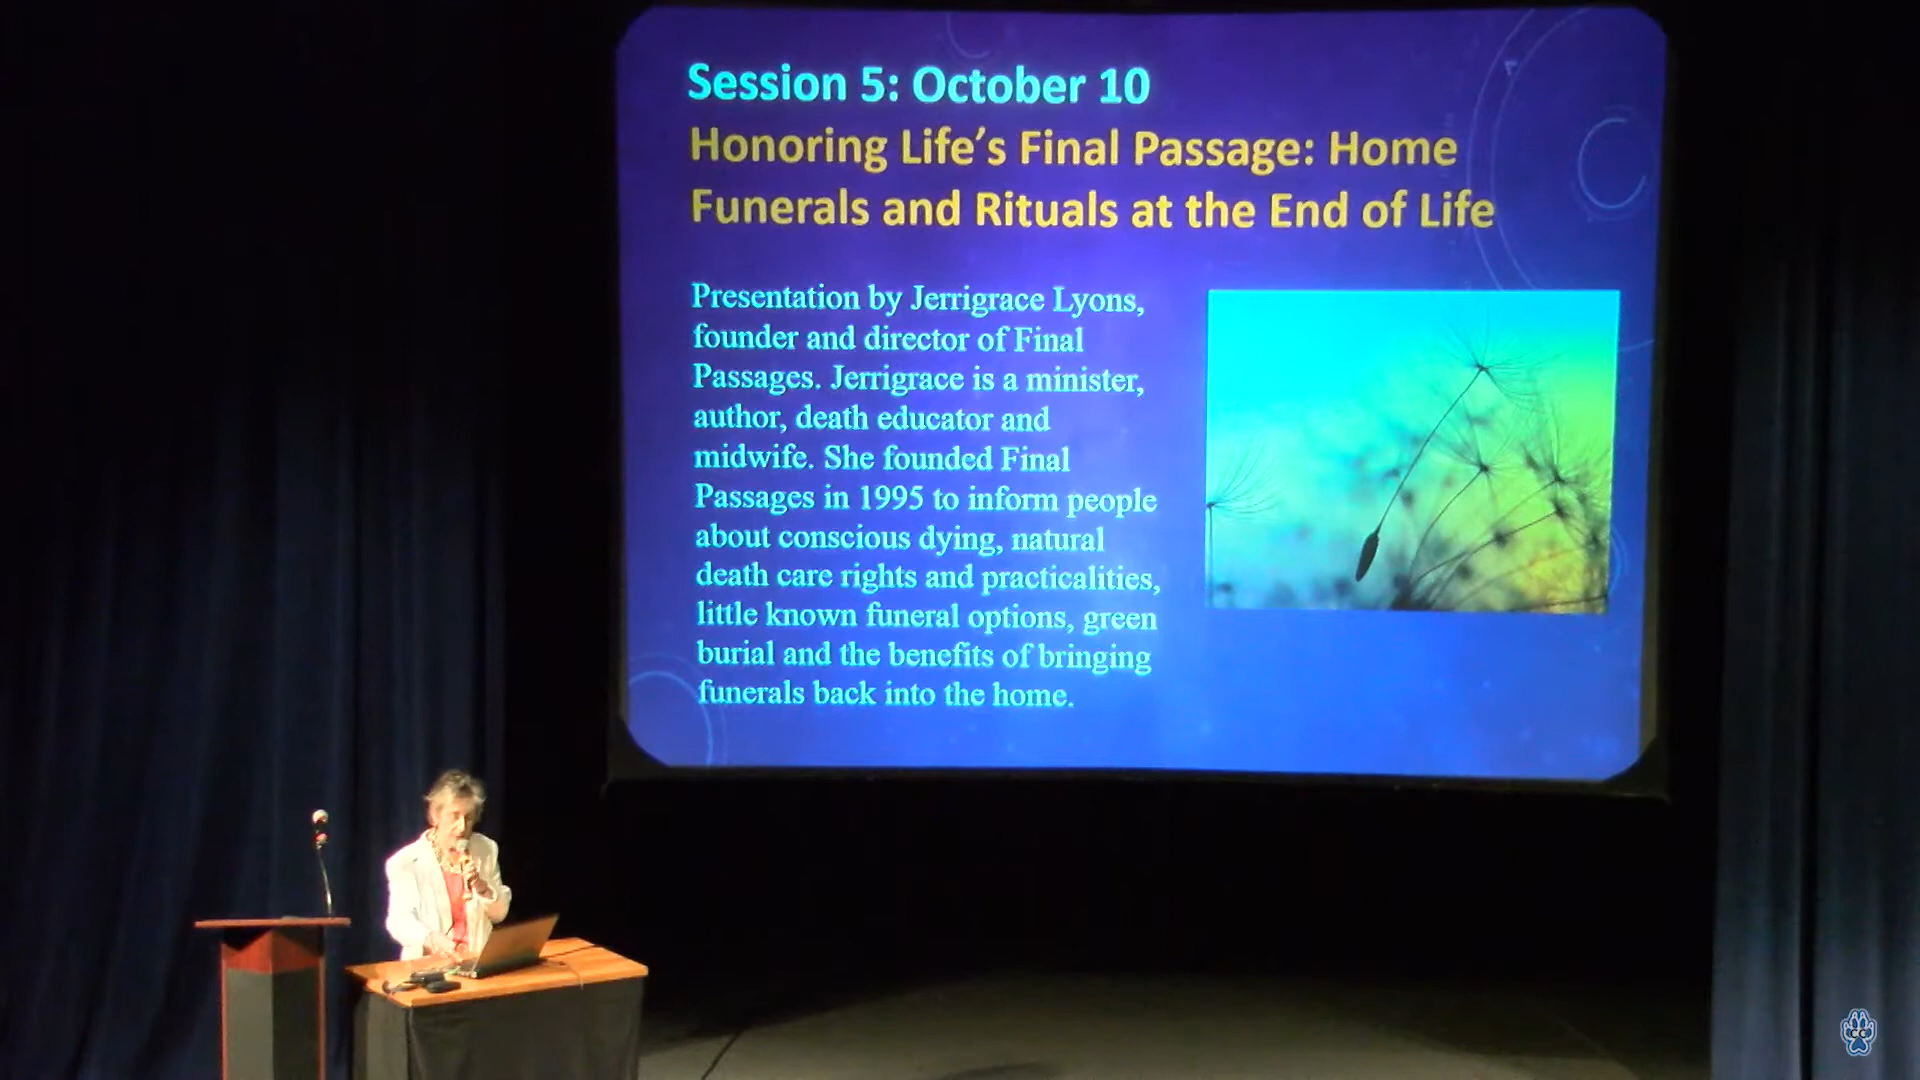 Session 5: October 10
Honoring Life's Final Passage: Home
Funerals and Rituals at the End of Life
Presentation by Jerrigrace Lyons,
founder and director of Final
Passages. Jerrigrace is a minister,
author, death educator and
midwife. She founded Final
Passages in 1995 to inform people
about conscious dying, natural
death care rights and practicalities,
little known funeral options, green
burial and the benefits of bringing
funerals back into the home.